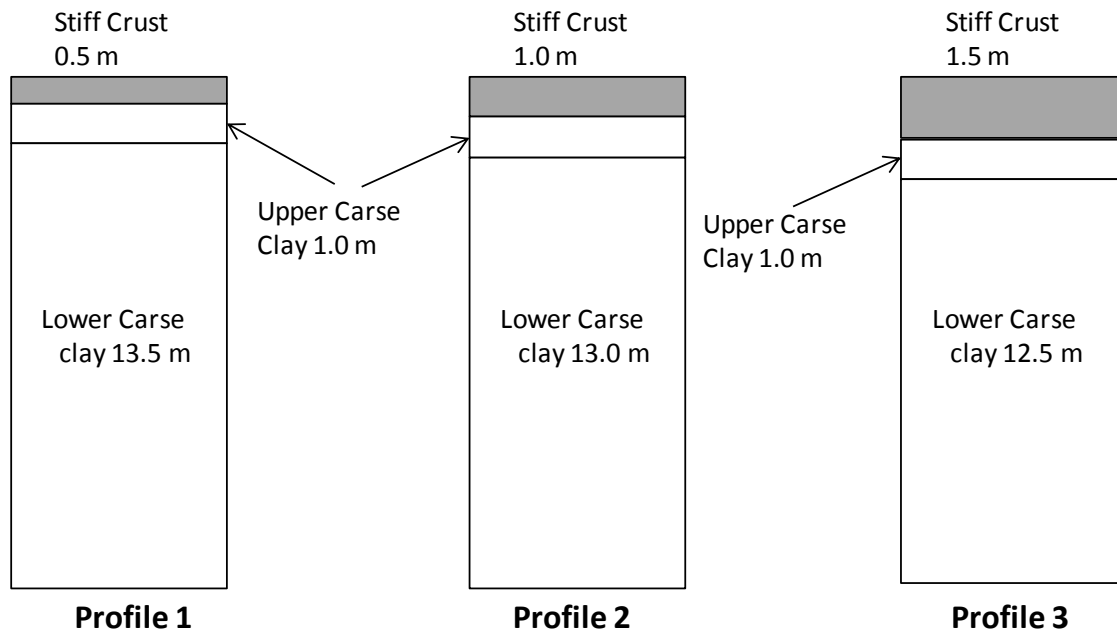 Stiff Crust
0.5 m
Stiff Crust
1.0 m
Stiff Crust
1.5 m
Upper Carse
Clay 1.0 m
Upper Carse
Clay 1.0 m
Lower Carse
clay 13.5 m
Lower Carse
clay 13.0 m
Lower Carse
clay 12.5 m
Profile 1
Profile 2
Profile 3